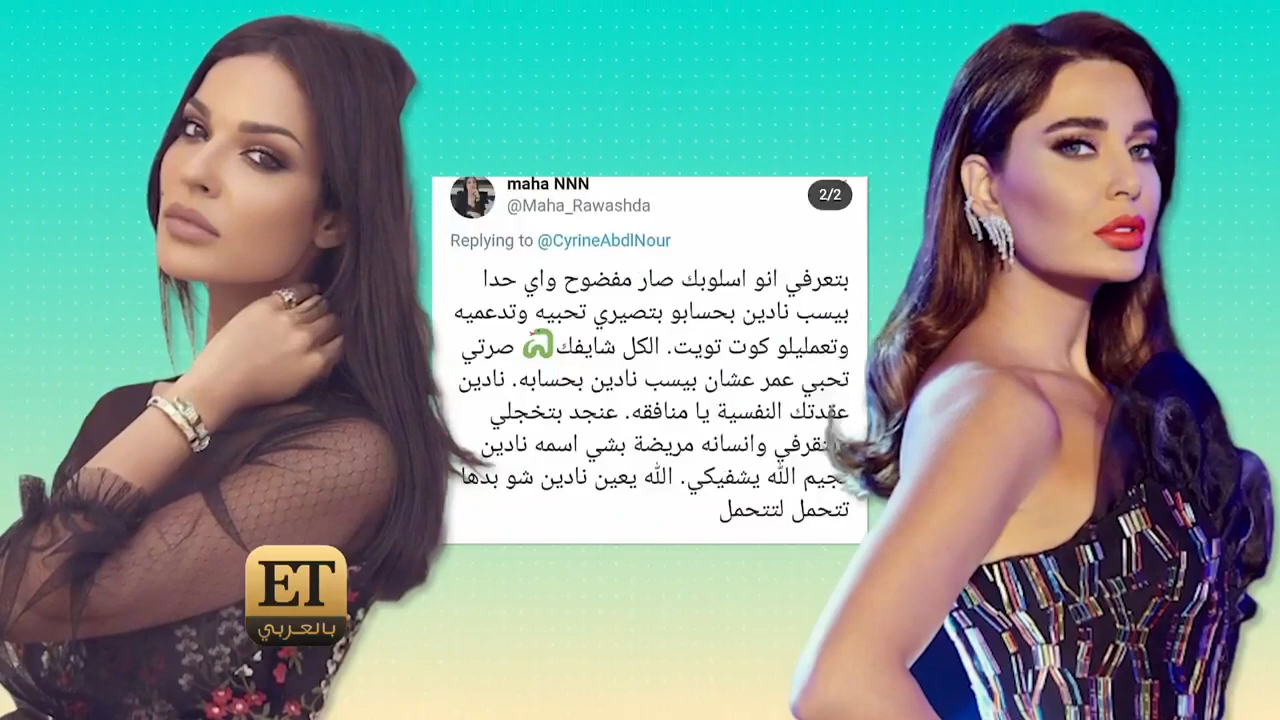 maha NNN
@Maha_Rawashda
2/2
Replying to @CyrineAbdlNour
بتعرفي انو اسلوبك صار مفضوح واي حدا
بيسب نادين بحسابو بتصيري تحبيه وتدعميه
وتعمليلو كوت تويت. الكل شايفك🐍 صرتي
تحبي عمر عشان بيسب نادين بحسابه. نادين
عقدتك النفسية يا منافقه. عنجد بتخجلي
وانسانه مريضة بشي اسمه نادين
الله يشفيكي. الله يعين نادين شو بدها
تتحمل لتتحمل
ET
بالعربي